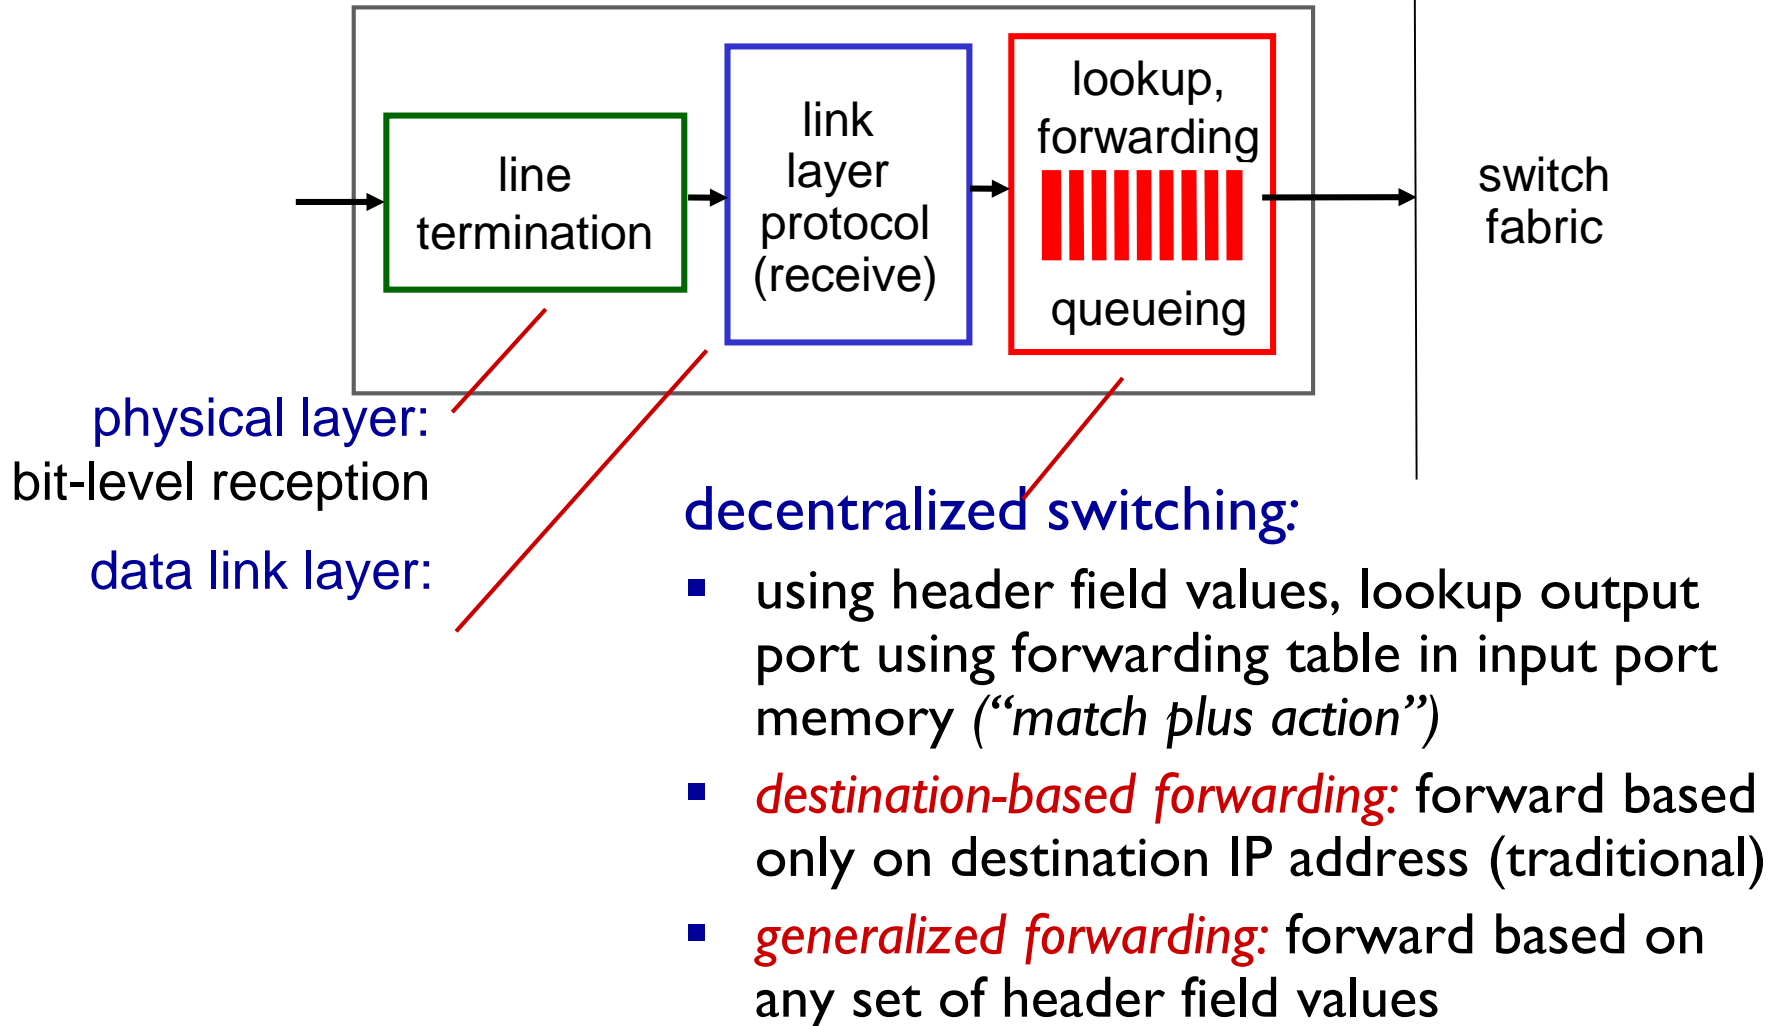 line
termination
link
layer
protocol
(receive)
lookup,
forwarding
queueing
switch
fabric
physical layer:
bit-level reception
data link layer:
decentralized switching:
▪ using header field values, lookup output
port using forwarding table in input port
memory (“match plus action”)
▪ destination-based forwarding: forward based
only on destination IP address (traditional)
▪ generalized forwarding: forward based on
any set of header field values